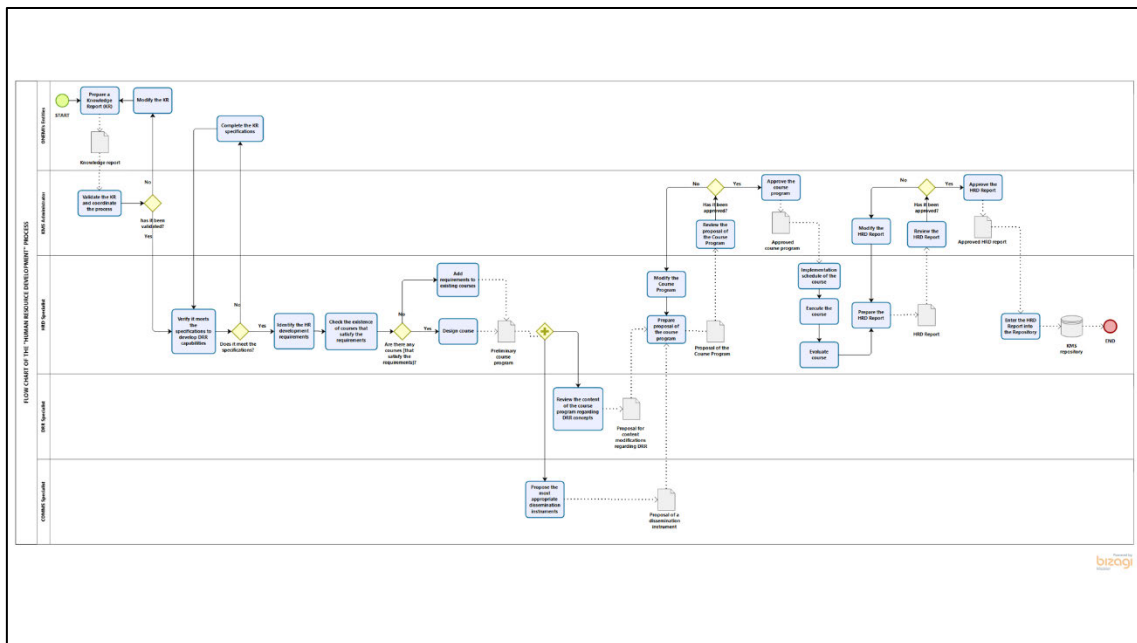 FLOW CHART OF THE "HUMAN RESOURCE DEVELOPMENT" PROCESS
START
Prepare a
Knowledge
Report (KR)
Modify the KR
Knowledge report
Complete the KR
specifications
KMS Administrator
Validate the KR
and coordinate
the process
No
Has it been
validated?
Yes
No
Has it been
approved?
Yes
Approve the
course
program
Review the
proposal of
the Course
Program
Approved
course program
Modify the
HRD Report
No
Has it been
approved?
Yes
Review the
HRD Report
Approve the
HRD Report
Approved HRD report
HRD Specialist
Verify it meets
the
specifications to
develop DRR
capabilities
No
Does it meet the
specifications?
Yes
Identify the HR
development
requirements
Check the existence
of courses that
satisfy the
requirements
No
Are there any
courses (that
satisfy the
requirements)?
Yes
Add
requirements to
existing courses
Design course
Preliminary
course
program
Modify the
Course
Program
Prepare
proposal of
the course
program
Proposal of the
Course Program
Implementation
schedule of the
course
Execute the
course
Evaluate
course
Prepare the
HRD Report
HRD Report
Enter the HRD
Report into
the Repository
KMS
repository
END
DRR Specialist
Review the content
of the course
program regarding
DRR concepts
Proposal for
content
modifications
regarding DRR
COMMS Specialist
Propose the
most
appropriate
dissemination
instruments
Proposal of a
dissemination
instrument
Powered by
bizagi
Modeler